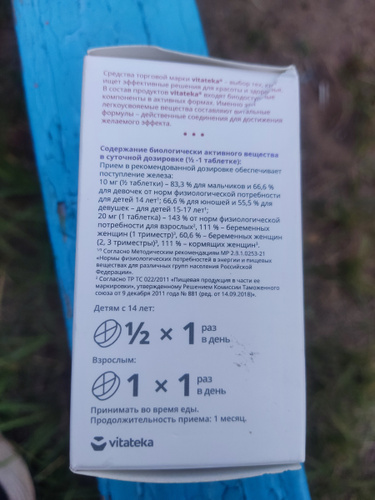 Средства торговой марки vitateka® – выбор тех, кто
ищет эффективные решения для красоты и здоровья.
В состав продуктов vitateka® входят биодоступные
компоненты в активных формах. Именно
легкоусвояемые вещества составляют витальные
формулы – действенные соединения для достижения
желаемого эффекта.
Содержание биологически активного вещества
в суточной дозировке (½ -1 таблетке):
Прием в рекомендованной дозировке обеспечивает
поступление железа:
10 мг (½ таблетки) – 83,3 % для мальчиков и 66,6 %
для девочек от норм физиологической потребности
для детей 14 лет¹; 66,6 % для юношей и 55,5 % для
девушек – для детей 15-17 лет¹;
20 мг (1 таблетка) – 143 % от норм физиологической
потребности для взрослых², 111 % – беременных
женщин (1 триместр)¹, 60,6 % – беременных женщин
(2, 3 триместры)¹, 111 % – кормящих женщин¹.
Согласно Методическим рекомендациям МР 2.3.1.0253-21
«Нормы физиологических потребностей в энергии и пищевых
веществах для различных групп населения Российской
Федерации».
² Согласно ТР ТС 022/2011 «Пищевая продукция в части ее
маркировки», утвержденному Решением Комиссии Таможенного
союза от 9 декабря 2011 года № 881 (ред. от 14.09.2018).
Детям с 14 лет:
½ × 1 раз в день
Взрослым:
1 × 1 раз в день
Принимать во время еды.
Продолжительность приема: 1 месяц.
vitateka